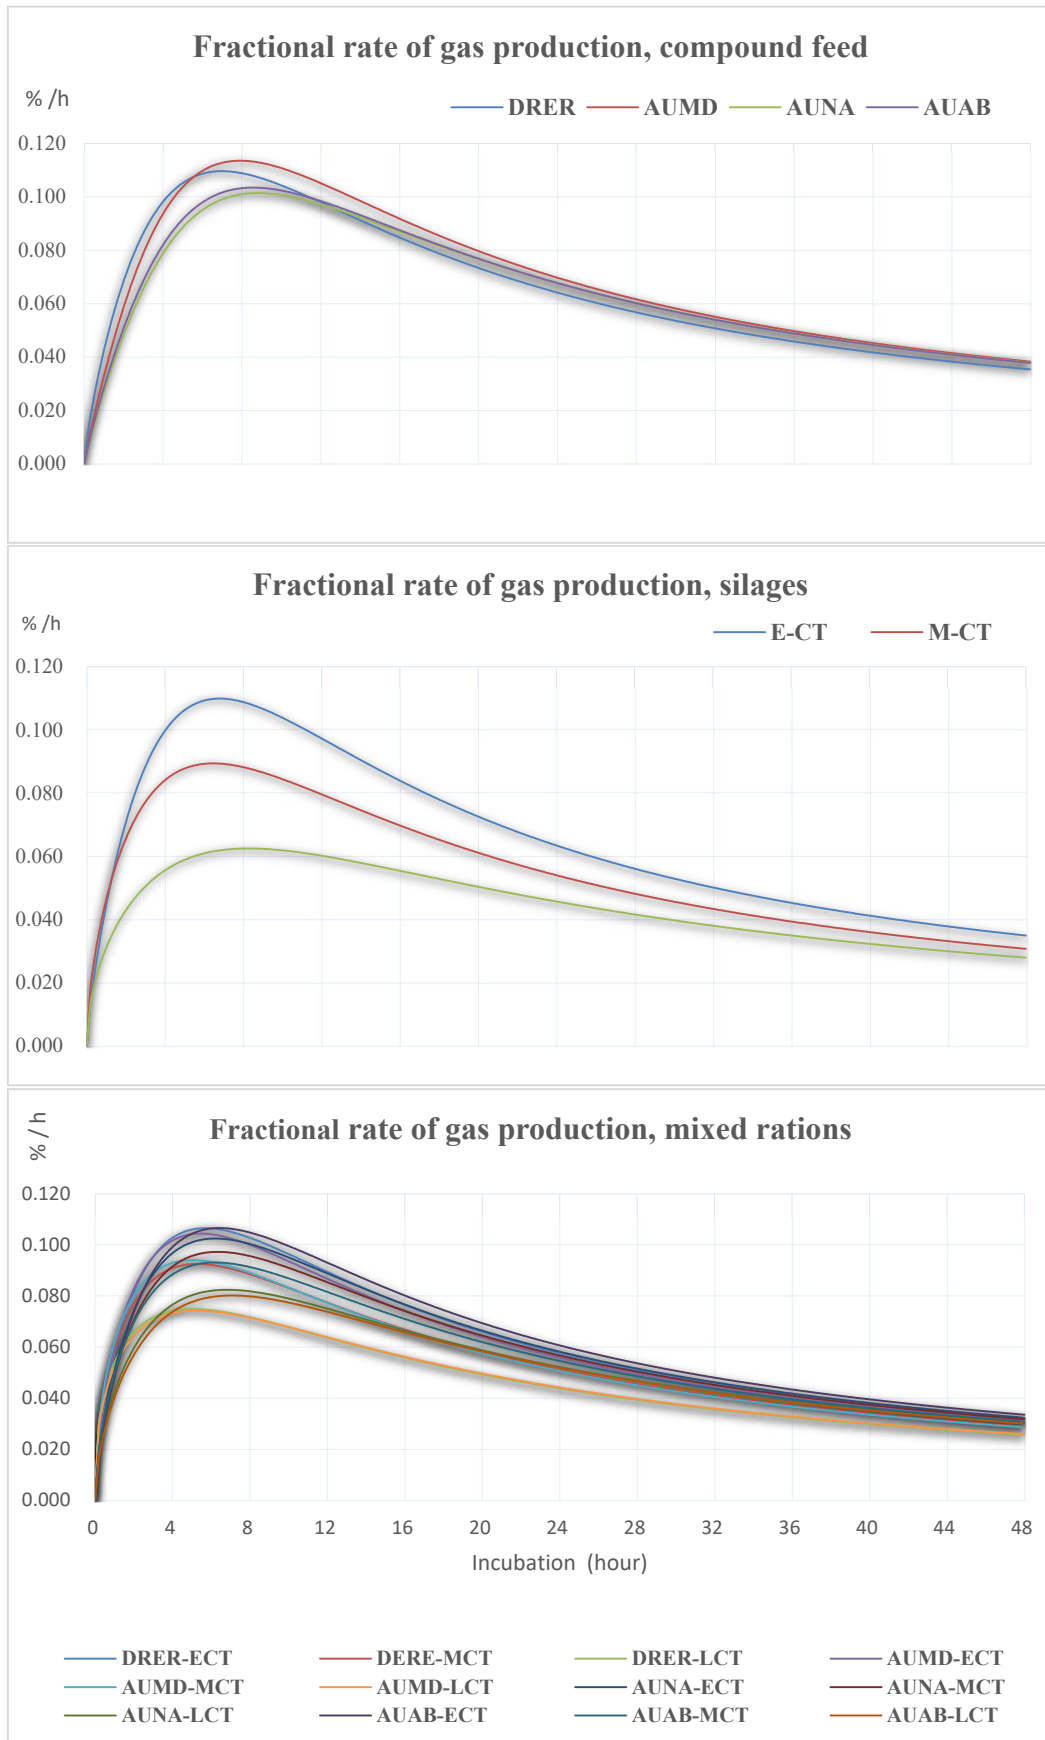 Fractional rate of gas production, compound feed
% /h
DRER AUMD AUNA AUAB
0.120
0.100
0.080
0.060
0.040
0.020
0.000
Fractional rate of gas production, silages
% /h
E-CT M-CT
0.120
0.100
0.080
0.060
0.040
0.020
0.000
% / h
Fractional rate of gas production, mixed rations
0.120
0.100
0.080
0.060
0.040
0.020
0.000
0 4 8 12 16 20 24 28 32 36 40 44 48
Incubation (hour)
DRER-ECT DERE-MCT DRER-LCT AUMD-ECT
AUMD-MCT AUMD-LCT AUNA-ECT AUNA-MCT
AUNA-LCT AUAB-ECT AUAB-MCT AUAB-LCT